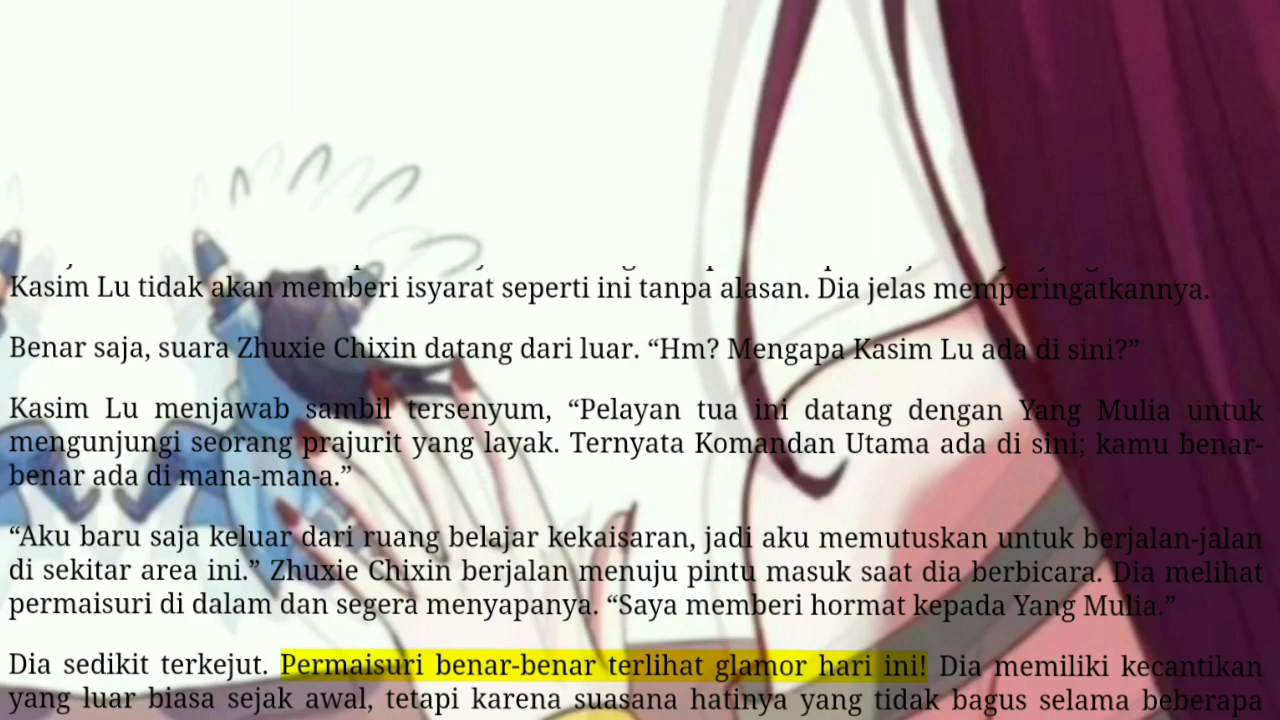 Kasim Lu tidak akan memberi isyarat seperti ini tanpa alasan. Dia jelas memperingatkannya.
Benar saja, suara Zhuxie Chixin datang dari luar. “Hm? Mengapa Kasim Lu ada di sini?”
Kasim Lu menjawab sambil tersenyum, “Pelayan tua ini datang dengan Yang Mulia untuk
mengunjungi seorang prajurit yang layak. Ternyata Komandan Utama ada di sini; kamu benar-
benar ada di mana-mana.”
“Aku baru saja keluar dari ruang belajar kekaisaran, jadi aku memutuskan untuk berjalan-jalan
di sekitar area ini.” Zhuxie Chixin berjalan menuju pintu masuk saat dia berbicara. Dia melihat
permaisuri di dalam dan segera menyapanya. “Saya memberi hormat kepada Yang Mulia.”
Dia sedikit terkejut. Permaisuri benar-benar terlihat glamor hari ini! Dia memiliki kecantikan
yang luar biasa sejak awal, tetapi karena suasana hatinya yang tidak bagus selama beberapa